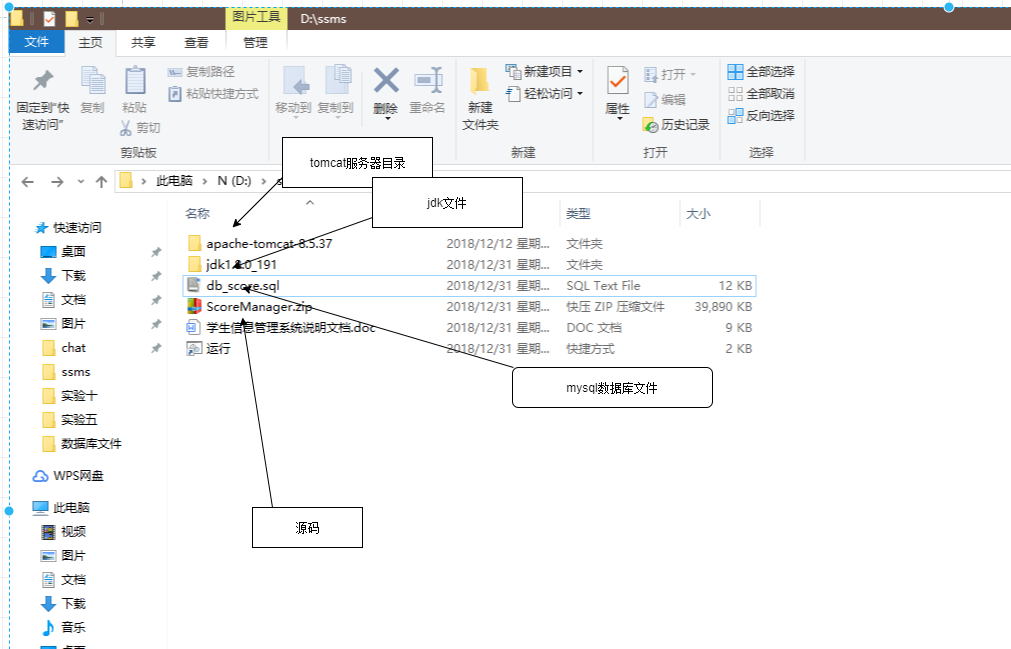 图片工具
D:\ssms
文件
主页
共享
查看
管理
固定到"快
速访问"
复制
粘贴
复制路径
粘贴快捷方式
剪切
剪贴板
移动到
复制到
删除
重命名
新建
文件夹
新建项目
轻松访问
新建
属性
打开
编辑
历史记录
打开
全部选择
全部取消
反向选择
选择
tomcat服务器目录
此电脑
N (D:)
jdk文件
名称
类型
大小
apache-tomcat-8.5.37
2018/12/12 星期...
文件夹
jdk1.8.0_191
2018/12/31 星期...
文件夹
db_score.sql
2018/12/31 星期...
SQL Text File
12 KB
ScoreManager.zip
2018/12/31 星期...
快压 ZIP 压缩文件
39,890 KB
学生信息管理系统说明文档.doc
2018/12/31 星期...
DOC 文档
9 KB
运行
2018/12/31 星期...
快捷方式
2 KB
mysql数据库文件
源码
快速访问
桌面
下载
文档
图片
chat
ssms
实验十
实验五
数据库文件
WPS网盘
此电脑
视频
图片
文档
下载
音乐